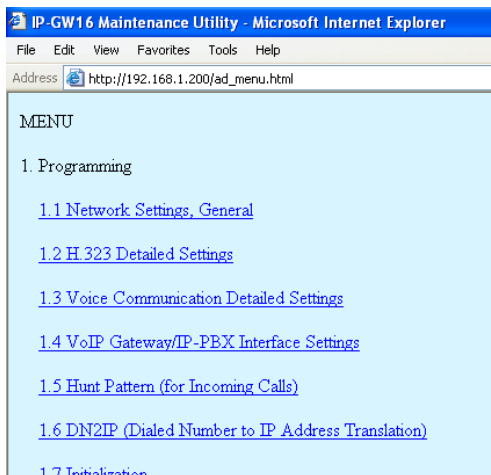 IP-GW16 Maintenance Utility - Microsoft Internet Explorer
File Edit View Favorites Tools Help
Address http://192.168.1.200/ad_menu.html
MENU
1. Programming
1.1 Network Settings, General
1.2 H.323 Detailed Settings
1.3 Voice Communication Detailed Settings
1.4 VoIP Gateway/IP-PBX Interface Settings
1.5 Hunt Pattern (for Incoming Calls)
1.6 DN2IP (Dialed Number to IP Address Translation)
1.7 Initialization